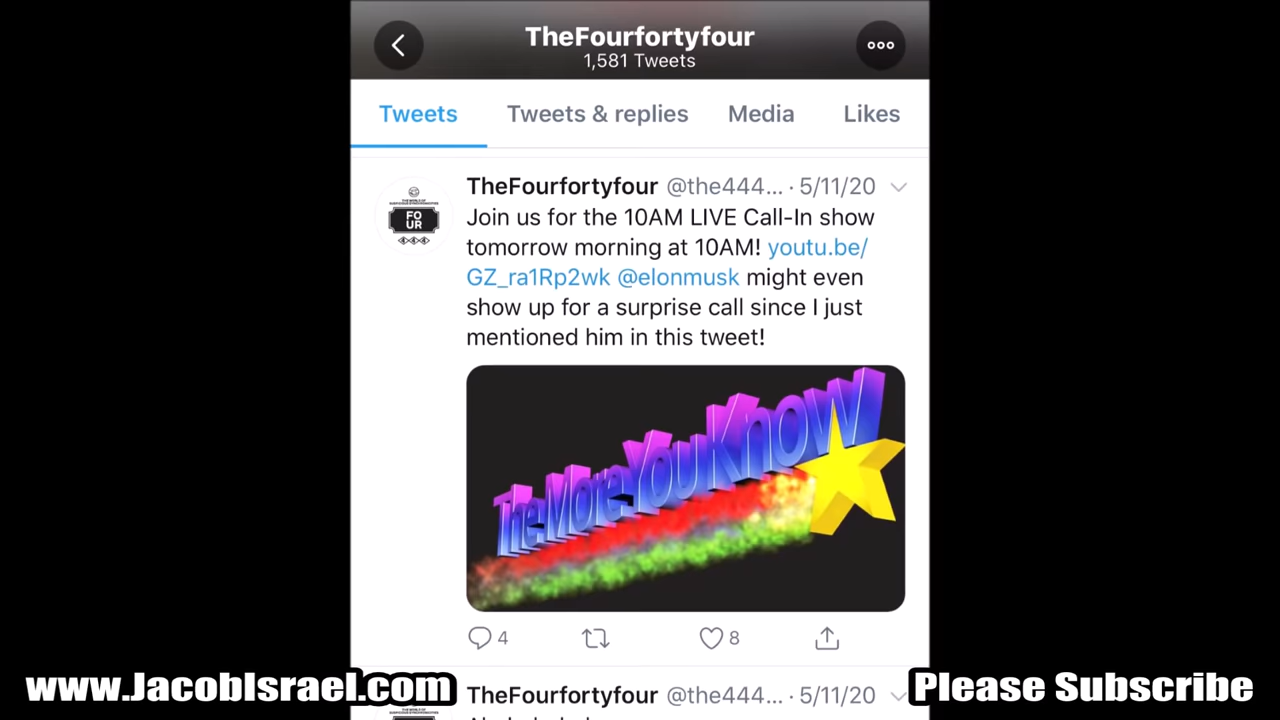 TheFourfortyfour
1,581 Tweets
Tweets
Tweets & replies
Media
Likes
TheFourfortyfour @the444... · 5/11/20
FO
UR
Join us for the 10AM LIVE Call-In show
tomorrow morning at 10AM! youtu.be/
GZ_ra1Rp2wk @elonmusk might even
show up for a surprise call since I just
mentioned him in this tweet!
The More You Know
4
8
TheFourfortyfour @the444... · 5/11/20
www.JacobIsrael.com
Please Subscribe